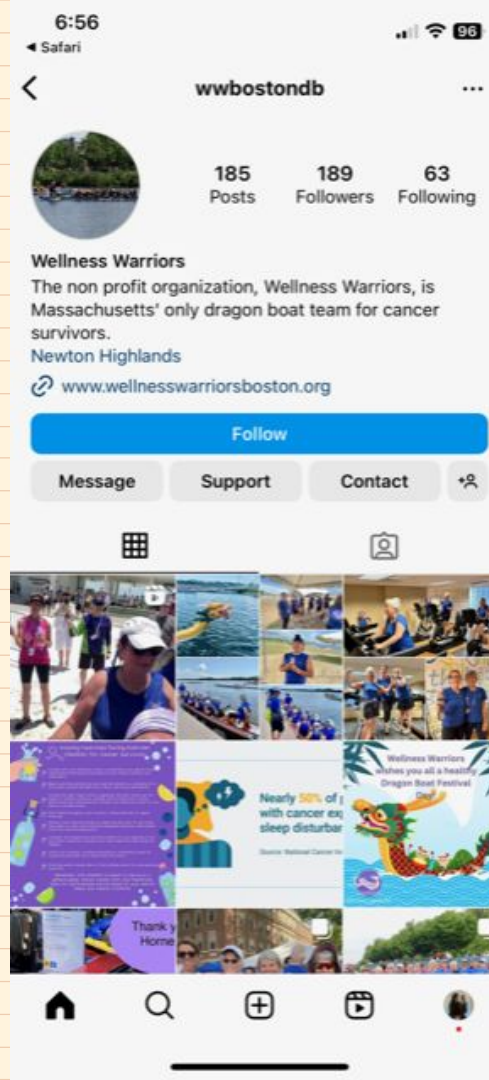 6:56
96
Safari
wwbostondb
185
189
63
Posts
Followers
Following
Wellness Warriors
The non profit organization, Wellness Warriors, is
Massachusetts' only dragon boat team for cancer
survivors.
Newton Highlands
www.wellnesswarriorsboston.org
Follow
Message
Support
Contact
Nearly 50% of
with cancer
sleep
Wellness Warriors
wishes you all a healthy
Dragon Boat Festival
Day!
Thank
Home